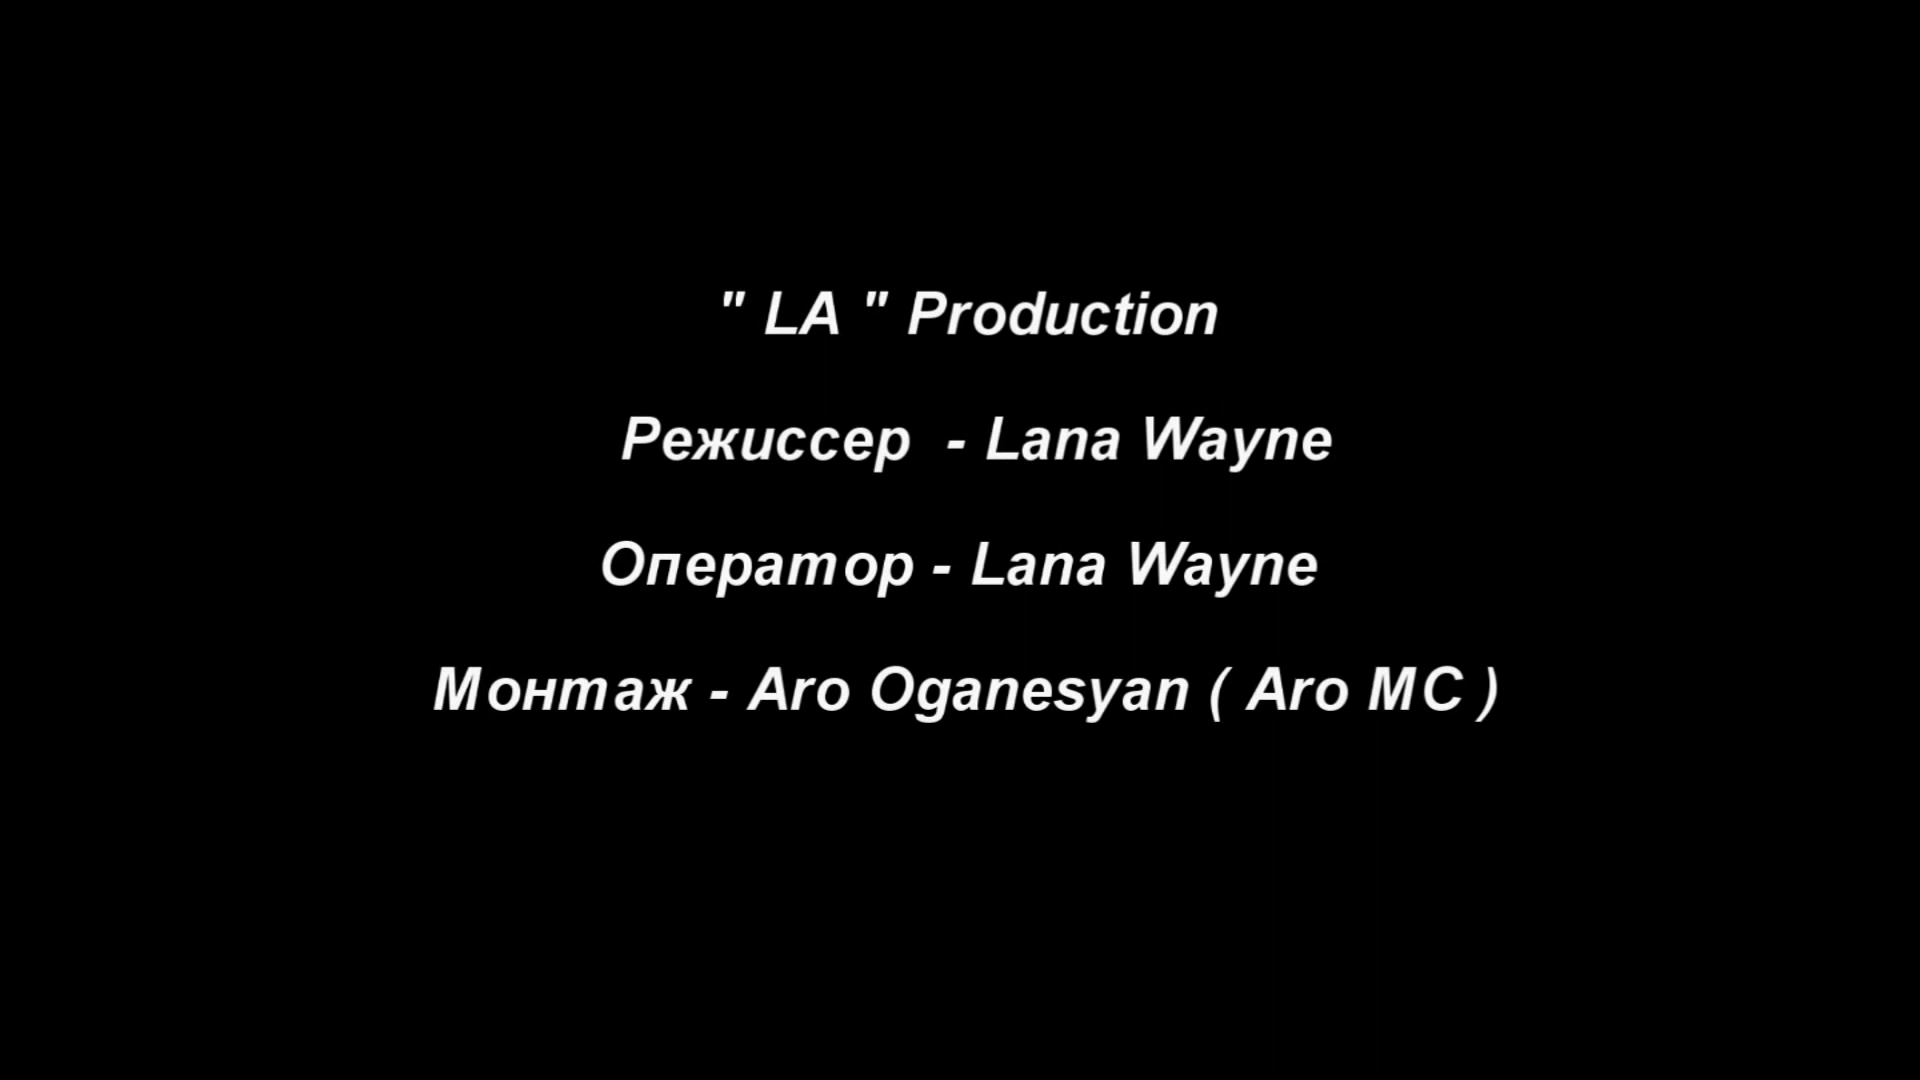 " LA " Production
Режиссер - Lana Wayne
Оператор - Lana Wayne
Монтаж - Aro Oganesyan ( Aro MC )